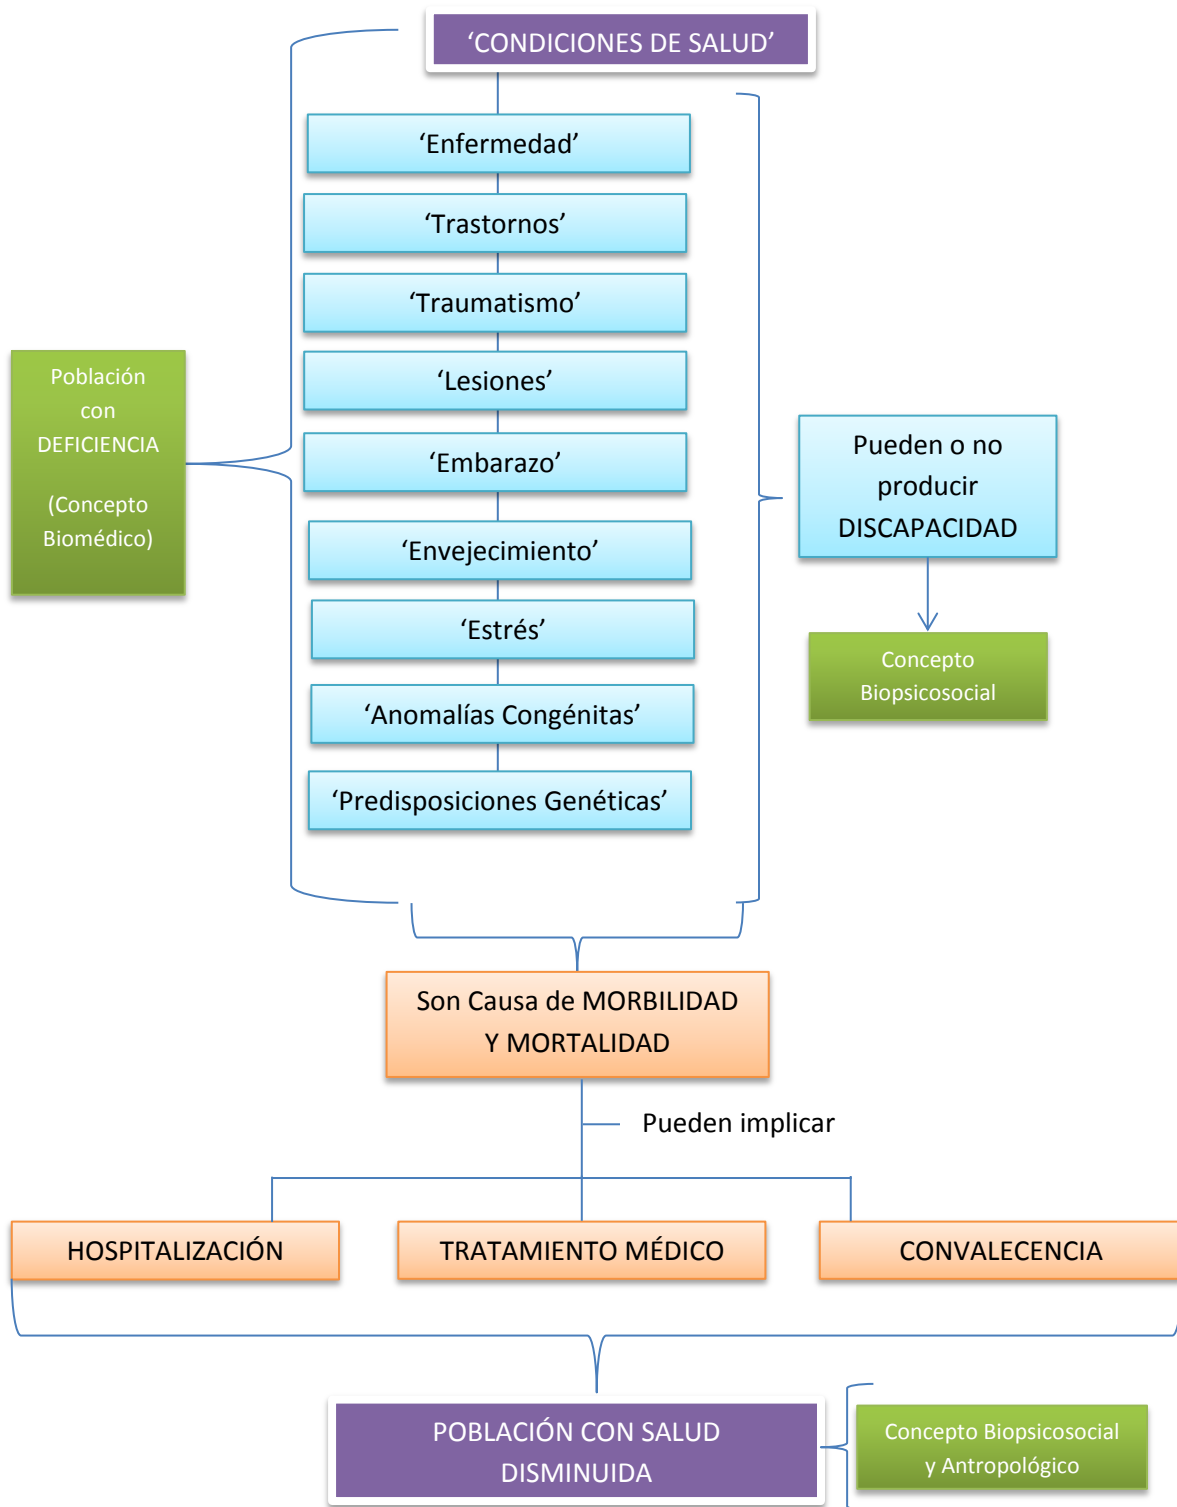 ‘CONDICIONES DE SALUD’
‘Enfermedad’
‘Trastornos’
‘Traumatismo’
‘Lesiones’
‘Embarazo’
‘Envejecimiento’
‘Estrés’
‘Anomalías Congénitas’
‘Predisposiciones Genéticas’
Población
con
DEFICIENCIA
(Concepto
Biomédico)
Pueden o no
producir
DISCAPACIDAD
Concepto
Biopsicosocial
Son Causa de MORBILIDAD
Y MORTALIDAD
Pueden implicar
HOSPITALIZACIÓN
TRATAMIENTO MÉDICO
CONVALECENCIA
POBLACIÓN CON SALUD
DISMINUIDA
Concepto Biopsicosocial
y Antropológico